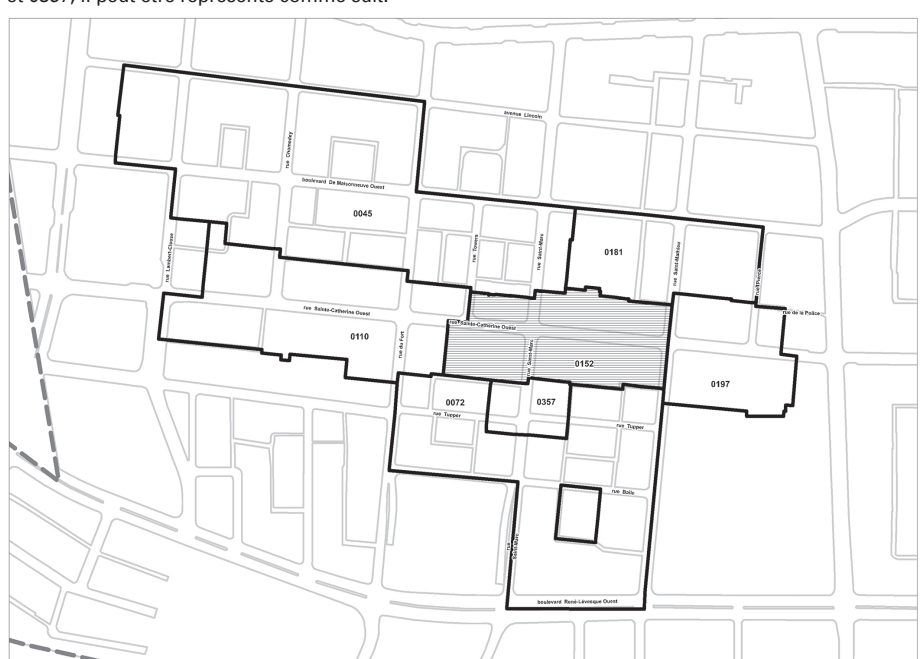 et 0357; il peut être représenté comme suit:
avenue Lincoln
rue Chomedey
boulevard De Maisonneuve Ouest
0045
rue Towers
rue Saint-Marc
0181
rue Saint-Mathieu
rue Lambert-Closse
rue Sainte-Catherine Ouest
rue Sainte-Catherine Ouest
rue de la Police
0110
rue du Fort
rue Saint-Marc
0152
0197
0072
0357
rue Tupper
rue Tupper
rue Baile
rue Saint-Marc
boulevard René-Lévesque Ouest